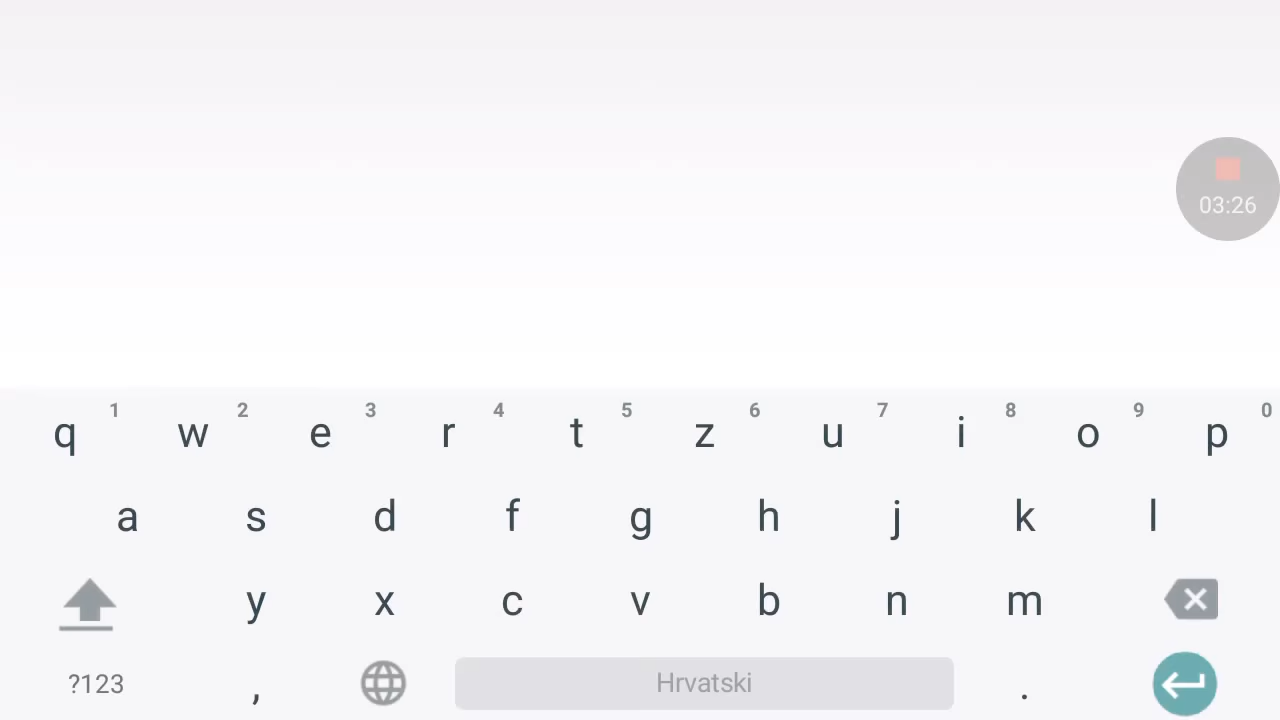 03:26
1 2 3 4 5 6 7 8 9 0
q w e r t z u i o p
a s d f g h j k l
y x c v b n m
?123 , Hrvatski .